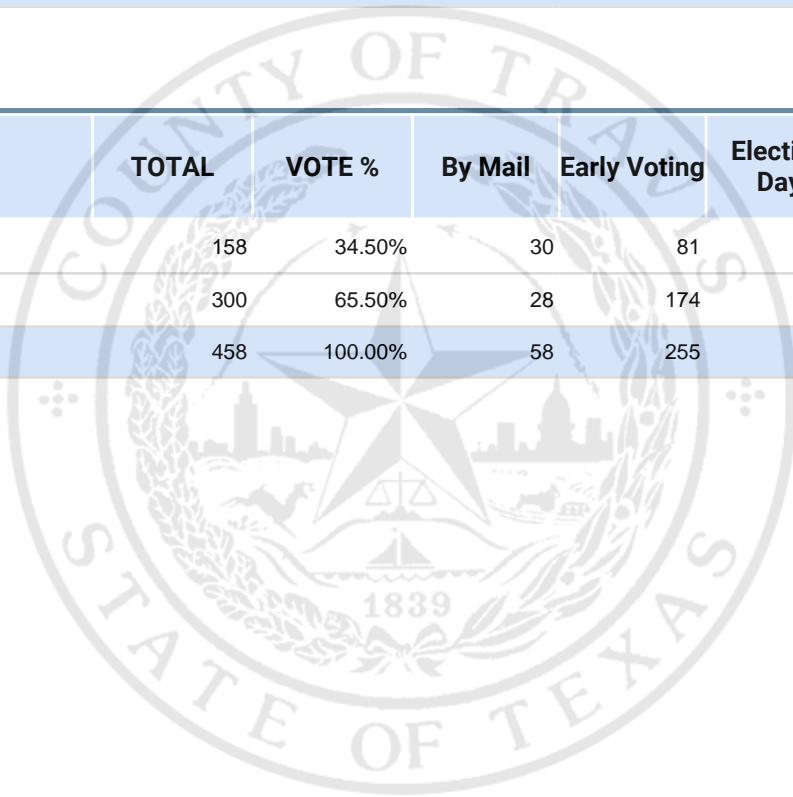 COUNTY OF TRAVIS
TOTAL VOTE % By Mail Early Voting
158 34.50% 30 81
300 65.50% 28 174
458 100.00% 58 255
1839
STATE OF TEXAS